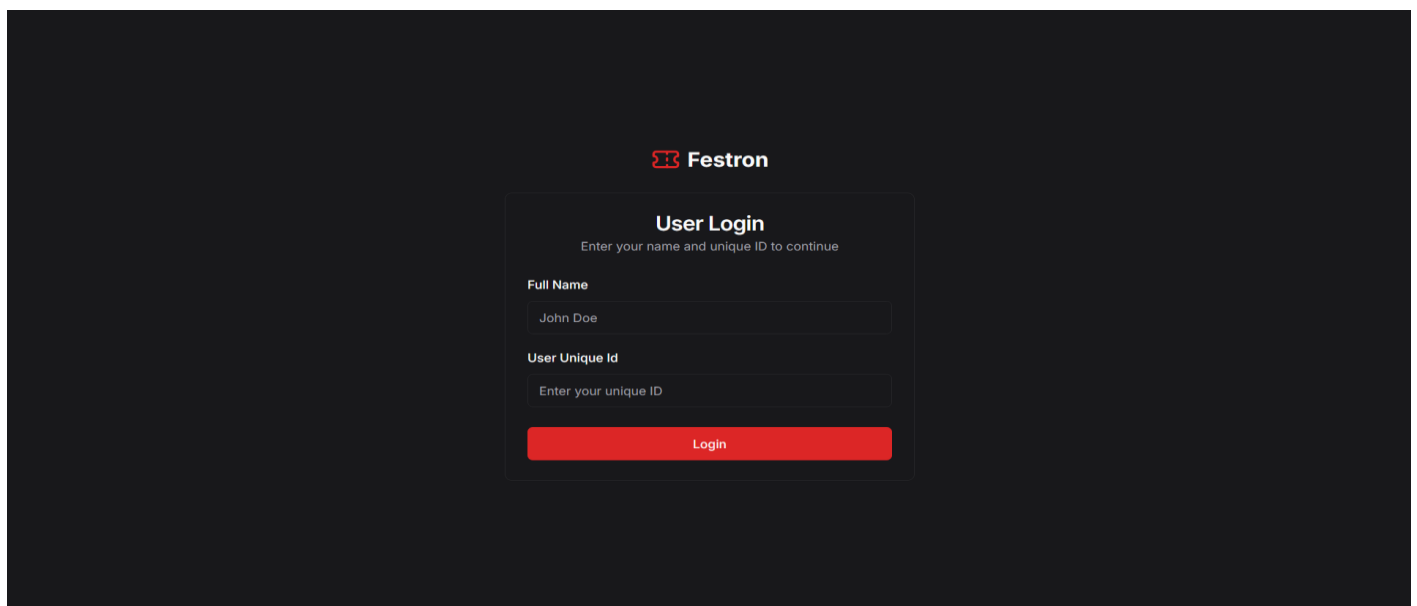 Festron
User Login
Enter your name and unique ID to continue
Full Name
John Doe
User Unique Id
Enter your unique ID
Login